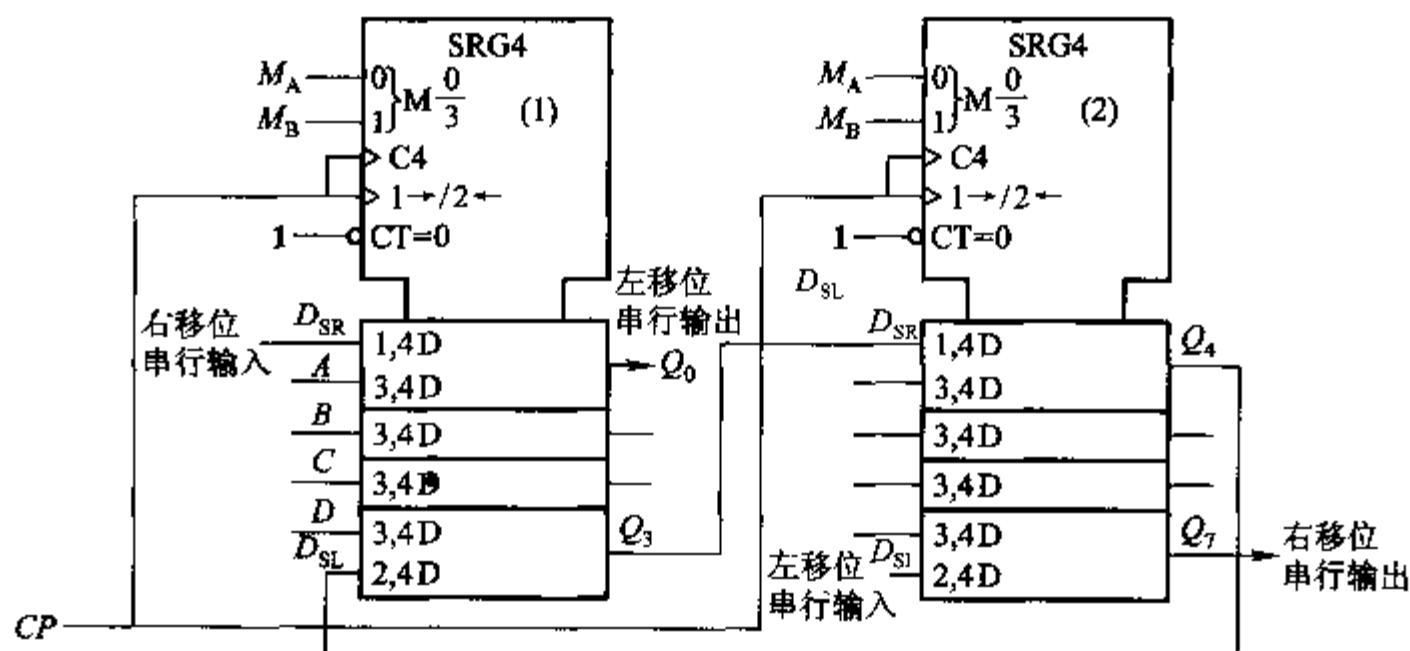 SRG4
M_A
0
M_B
1
}M 0/3
(1)
C4
1→/2←
1
CT=0
右移位
串行输入
D_SR
1,4D
A
3,4D
B
3,4D
C
3,4D
D
3,4D
D_SL
2,4D
左移位
串行输出
Q_0
Q_3
CP
SRG4
M_A
0
M_B
1
}M 0/3
(2)
C4
1→/2←
1
CT=0
D_SL
D_SR
1,4D
3,4D
3,4D
3,4D
3,4D
左移位
串行输入
D_SI
2,4D
Q_4
Q_7
右移位
串行输出